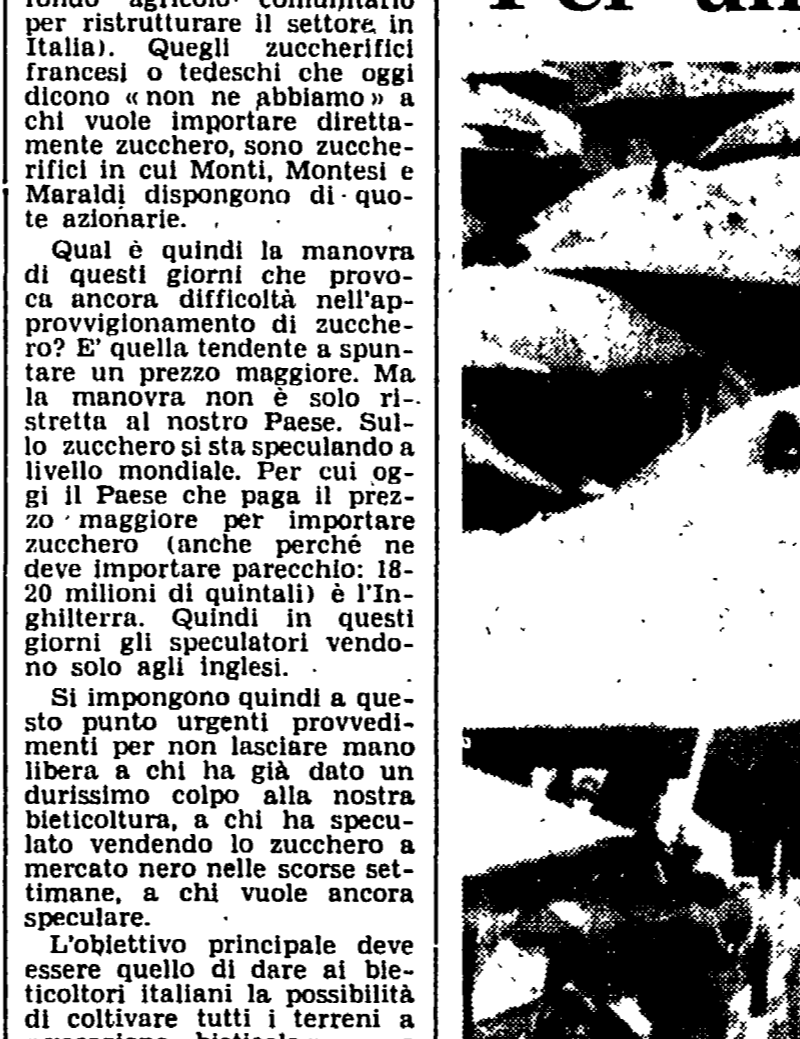 fondo agricolo comunitario
per ristrutturare il settore in
Italia). Quegli zuccherifici
francesi o tedeschi che oggi
dicono «non ne abbiamo» a
chi vuole importare diretta-
mente zucchero, sono zucche-
rifici in cui Monti, Montesi e
Maraldi dispongono di quo-
te azionarie.
Qual è quindi la manovra
di questi giorni che provo-
ca ancora difficoltà nell'ap-
provvigionamento di zucche-
ro? E' quella tendente a spun-
tare un prezzo maggiore. Ma
la manovra non è solo ri-
stretta al nostro Paese. Sul-
lo zucchero si sta speculando a
livello mondiale. Per cui og-
gi il Paese che paga il prez-
zo maggiore per importare
zucchero (anche perché ne
deve importare parecchio: 18-
20 milioni di quintali) è l'In-
ghilterra. Quindi in questi
giorni gli speculatori vendo-
no solo agli inglesi.
Si impongono quindi a que-
sto punto urgenti provvedi-
menti per non lasciare mano
libera a chi ha già dato un
durissimo colpo alla nostra
bieticoltura, a chi ha specu-
lato vendendo lo zucchero a
mercato nero nelle scorse set-
timane, a chi vuole ancora
speculare.
L'obiettivo principale deve
essere quello di dare ai bie-
ticoltori italiani la possibilità
di coltivare tutti i terreni a
Per un